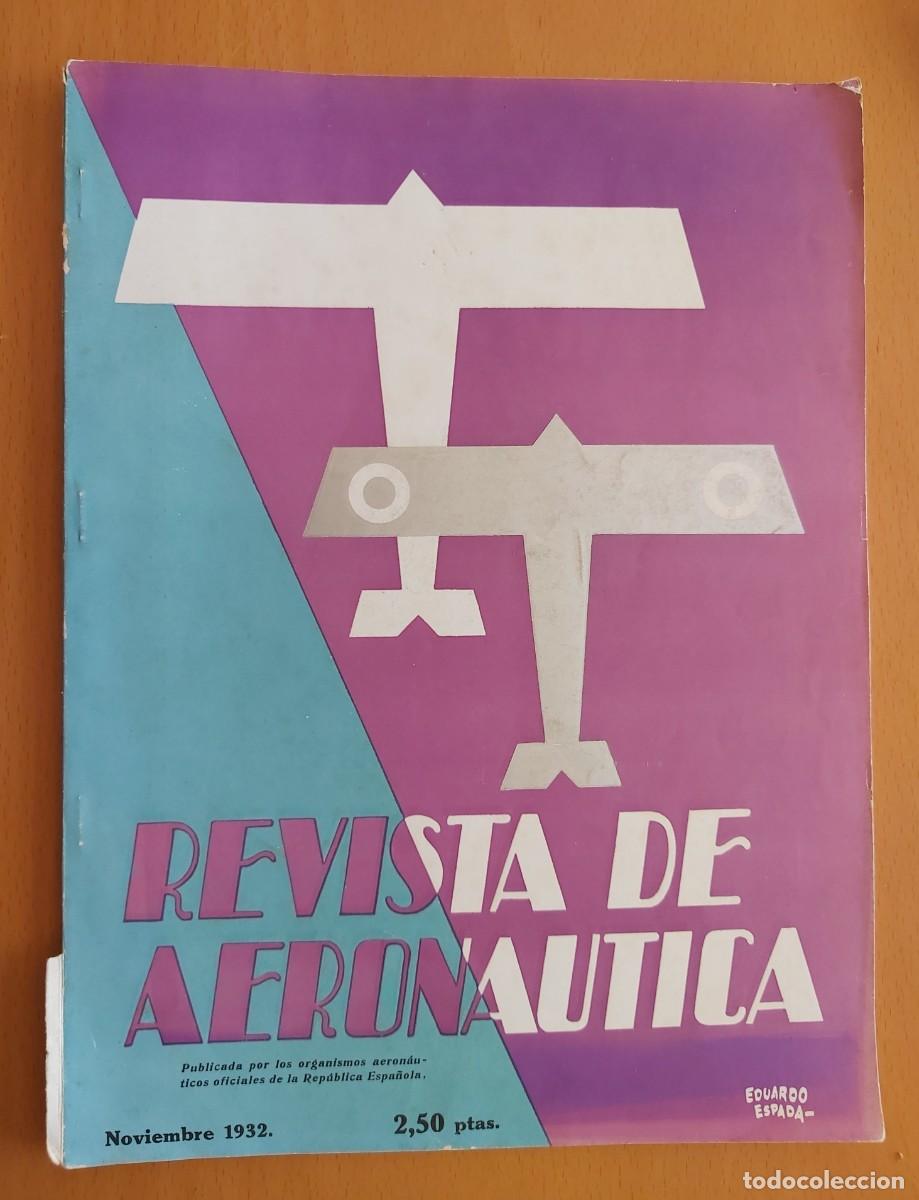 REVISTA DE
AERONAUTICA
Publicada por los organismos aeronáu-
ticos oficiales de la República Española.
Noviembre 1932.
2,50 ptas.
EDUARDO
ESPADA-
todocoleccion